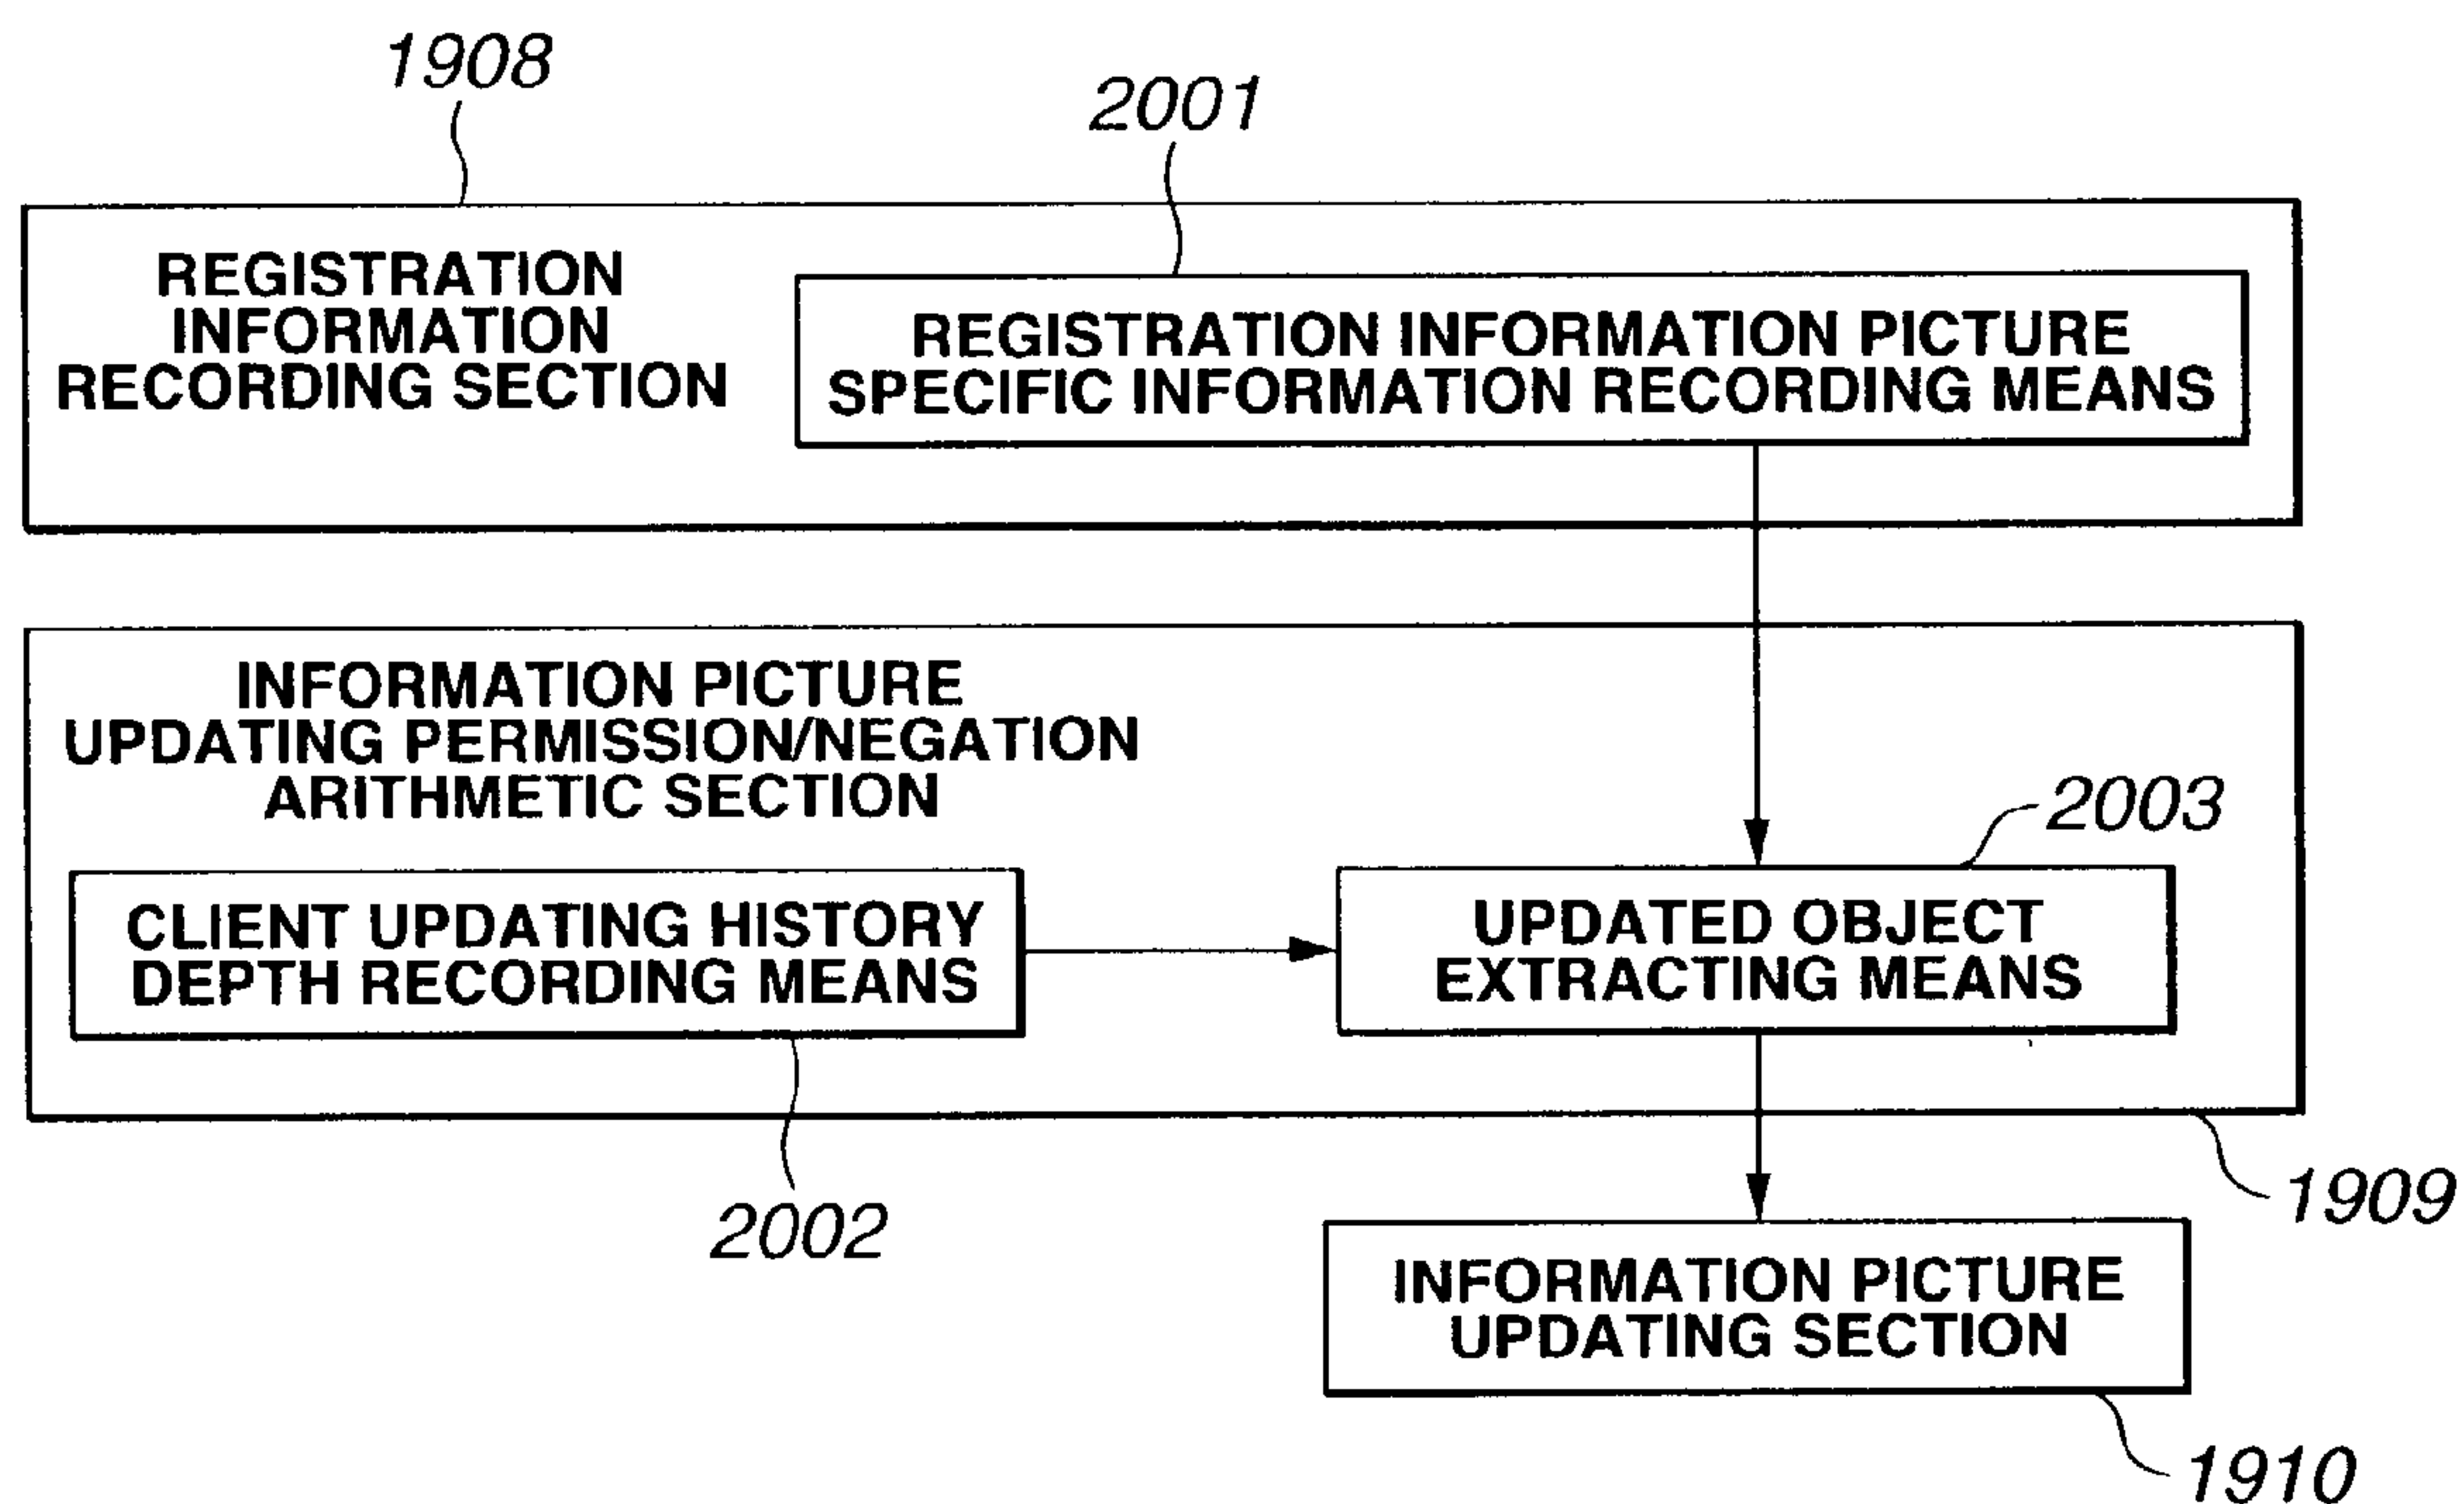 1908
2001
REGISTRATION
INFORMATION
RECORDING SECTION
REGISTRATION INFORMATION PICTURE
SPECIFIC INFORMATION RECORDING MEANS
INFORMATION PICTURE
UPDATING PERMISSION/NEGATION
ARITHMETIC SECTION
2003
CLIENT UPDATING HISTORY
DEPTH RECORDING MEANS
UPDATED OBJECT
EXTRACTING MEANS
2002
1909
INFORMATION PICTURE
UPDATING SECTION
1910